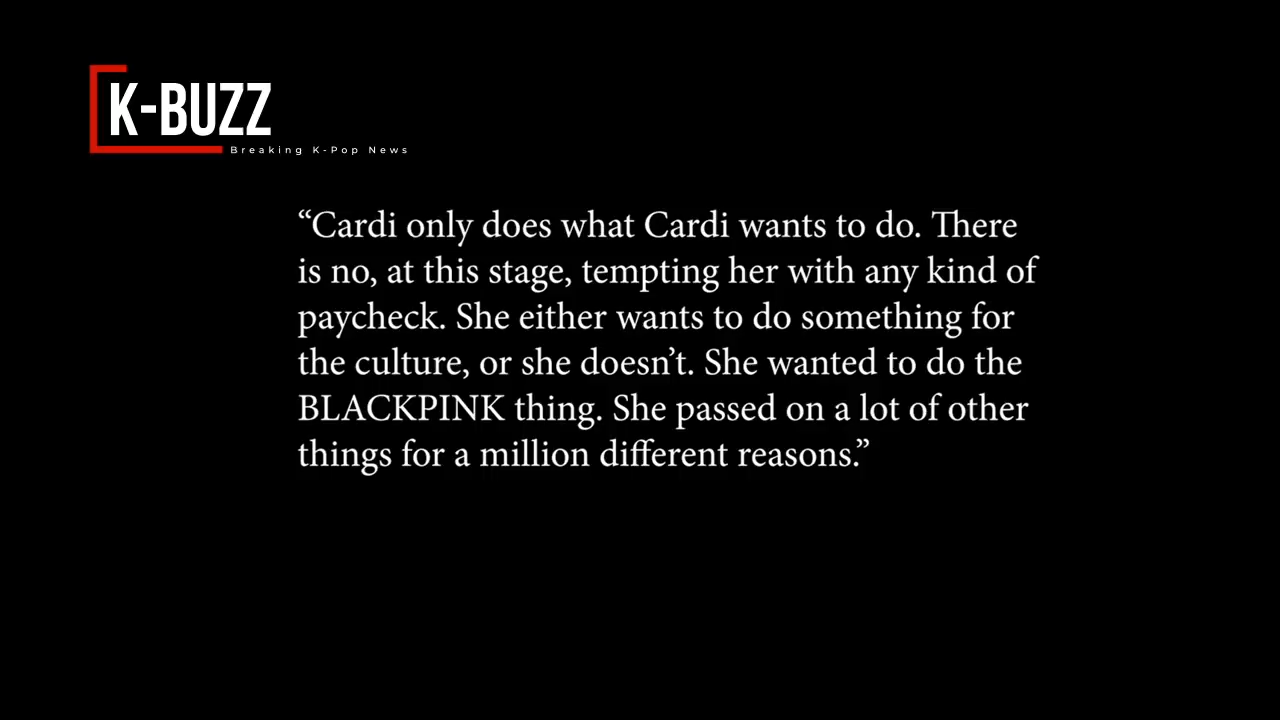 K-BUZZ
Breaking K-Pop News
“Cardi only does what Cardi wants to do. There
is no, at this stage, tempting her with any kind of
paycheck. She either wants to do something for
the culture, or she doesn’t. She wanted to do the
BLACKPINK thing. She passed on a lot of other
things for a million different reasons.”